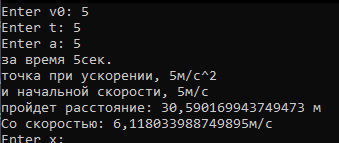 Enter v0: 5
Enter t: 5
Enter a: 5
за время 5сек.
точка при ускорении, 5м/с^2
и начальной скорости, 5м/с
пройдет расстояние: 30,590169943749473 м
Со скоростью: 6,118033988749895м/с
Enter x: